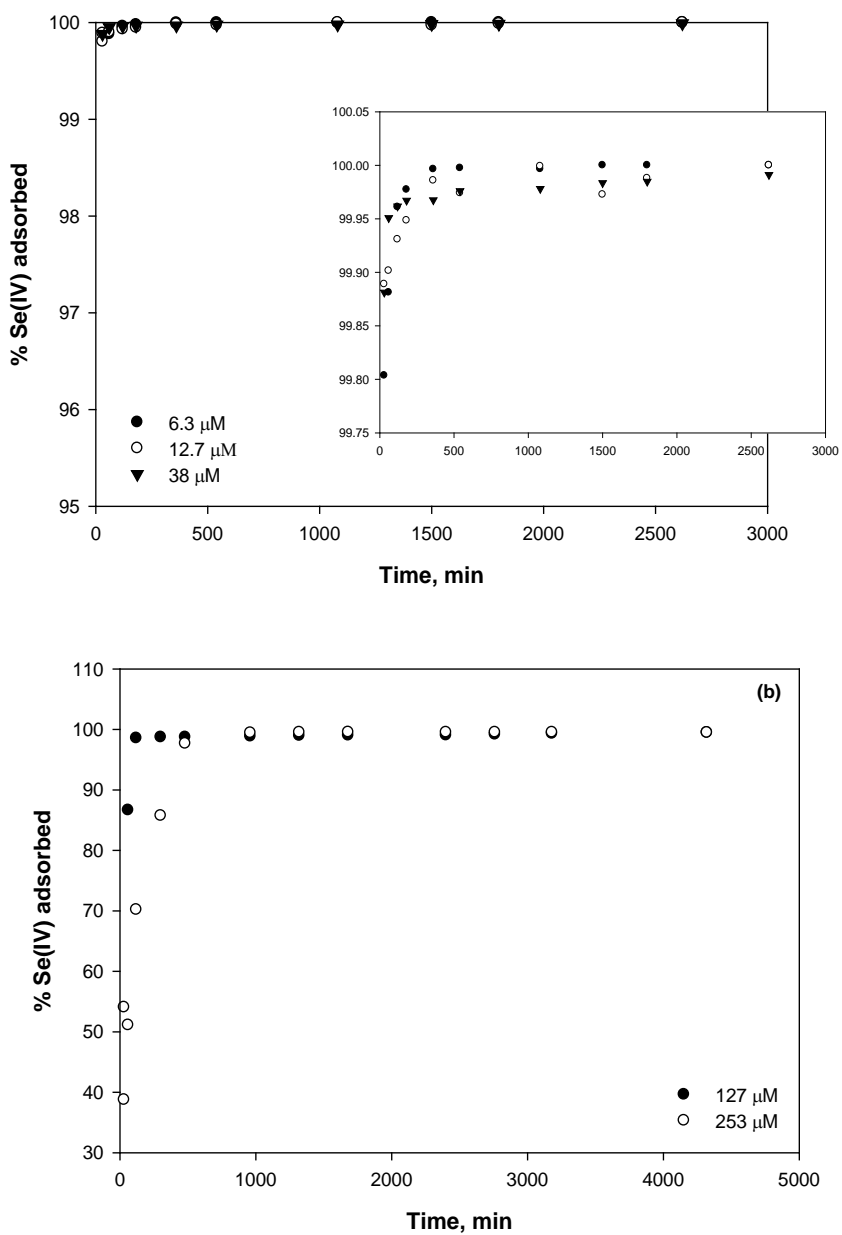 100
99
98
97
96
95
% Se(IV) adsorbed
100.05
100.00
99.95
99.90
99.85
99.80
99.75
0 500 1000 1500 2000 2500 3000
6.3 μM
12.7 μM
38 μM
0 500 1000 1500 2000 2500 3000
Time, min
110
100
90
80
70
60
50
40
30
% Se(IV) adsorbed
(b)
127 μM
253 μM
0 1000 2000 3000 4000 5000
Time, min